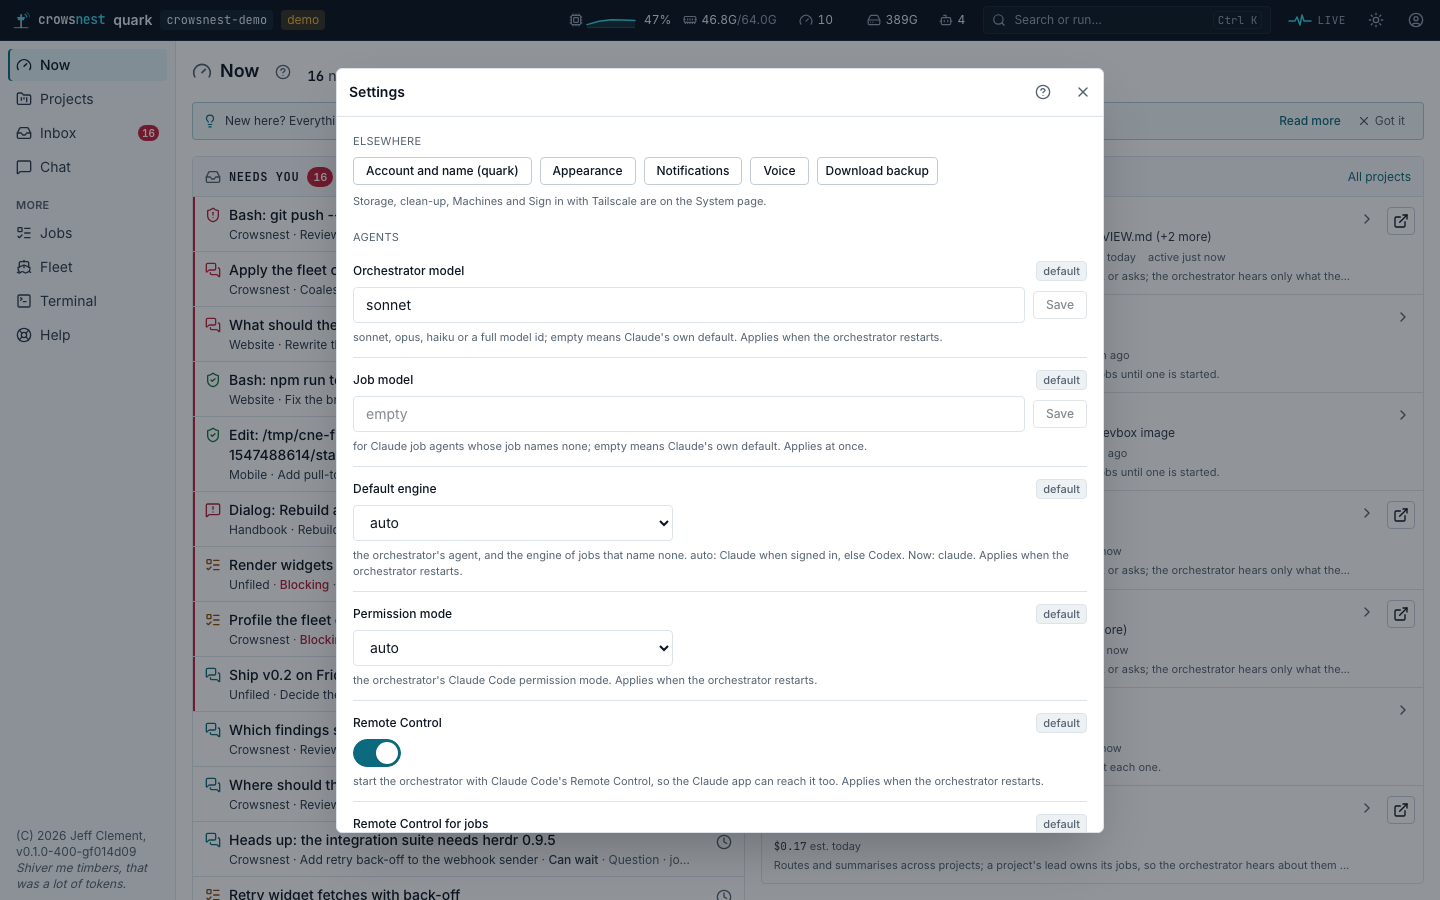 crowsnest quark crowsnest-demo demo
47% 46.8G/64.0G 10 389G 4
Search or run... Ctrl K
LIVE
Now
Projects
Inbox 16
Chat
MORE
Jobs
Fleet
Terminal
Help
(C) 2026 Jeff Clement,
v0.1.0-400-gf014d09
Shiver me timbers, that
was a lot of tokens.
Now 16
New here?
Read more Got it
NEEDS YOU 16
Bash: git push
Crowsnest ·
Apply the fleet
Crowsnest ·
What should the
Website · Rewrite
Bash: npm run
Website · Fix the
Edit: /tmp/cne-f
1547488614/sta
Mobile · Add
Dialog: Rebuild
Handbook ·
Render widgets
Unfiled · Blocking ·
Profile the fleet
Crowsnest ·
Ship v0.2 on
Unfiled · Decide the
Which findings
Crowsnest ·
Where should
Crowsnest ·
Heads up: the integration suite needs herdr 0.9.5
Crowsnest · Add retry back-off to the webhook sender · Can wait · Question · jo...
Retry widget fetches with back-off
Settings
ELSEWHERE
Account and name (quark) Appearance Notifications Voice Download backup
Storage, clean-up, Machines and Sign in with Tailscale are on the System page.
AGENTS
Orchestrator model default
sonnet Save
sonnet, opus, haiku or a full model id; empty means Claude's own default. Applies when the orchestrator restarts.
Job model default
empty Save
for Claude job agents whose job names none; empty means Claude's own default. Applies at once.
Default engine default
auto
the orchestrator's agent, and the engine of jobs that name none. auto: Claude when signed in, else Codex. Now: claude. Applies when the
orchestrator restarts.
Permission mode default
auto
the orchestrator's Claude Code permission mode. Applies when the orchestrator restarts.
Remote Control default
start the orchestrator with Claude Code's Remote Control, so the Claude app can reach it too. Applies when the orchestrator restarts.
Remote Control for jobs default
All projects
VIEW.md (+2 more)
today active just now
or asks; the orchestrator hears only what the...
ago
until one is started.
devbox image
ago
until one is started.
now
or asks; the orchestrator hears only what the...
now
or asks; the orchestrator hears only what the...
now
each one.
$0.17 est. today
Routes and summarises across projects; a project's lead owns its jobs, so the orchestrator hears about them ...